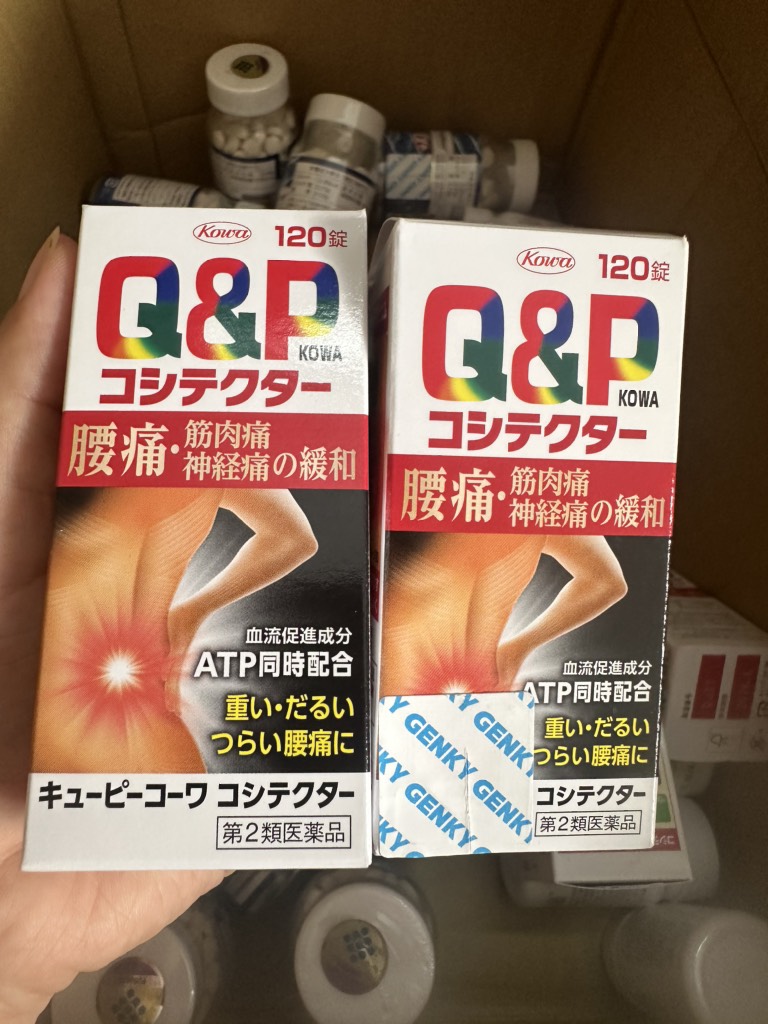 Kowa
120錠
Q&P
KOWA
コシテクター
腰痛・筋肉痛
神経痛の緩和
血流促進成分
ATP同時配合
重い・だるい
つらい腰痛に
キューピーコーワ コシテクター
第2類医薬品
Kowa
120錠
Q&P
KOWA
コシテクター
腰痛・筋肉痛
神経痛の緩和
血流促進成分
ATP同時配合
重い・だるい
つらい腰痛に
コシテクター
第2類医薬品
GENKY
GENKY
GENKY